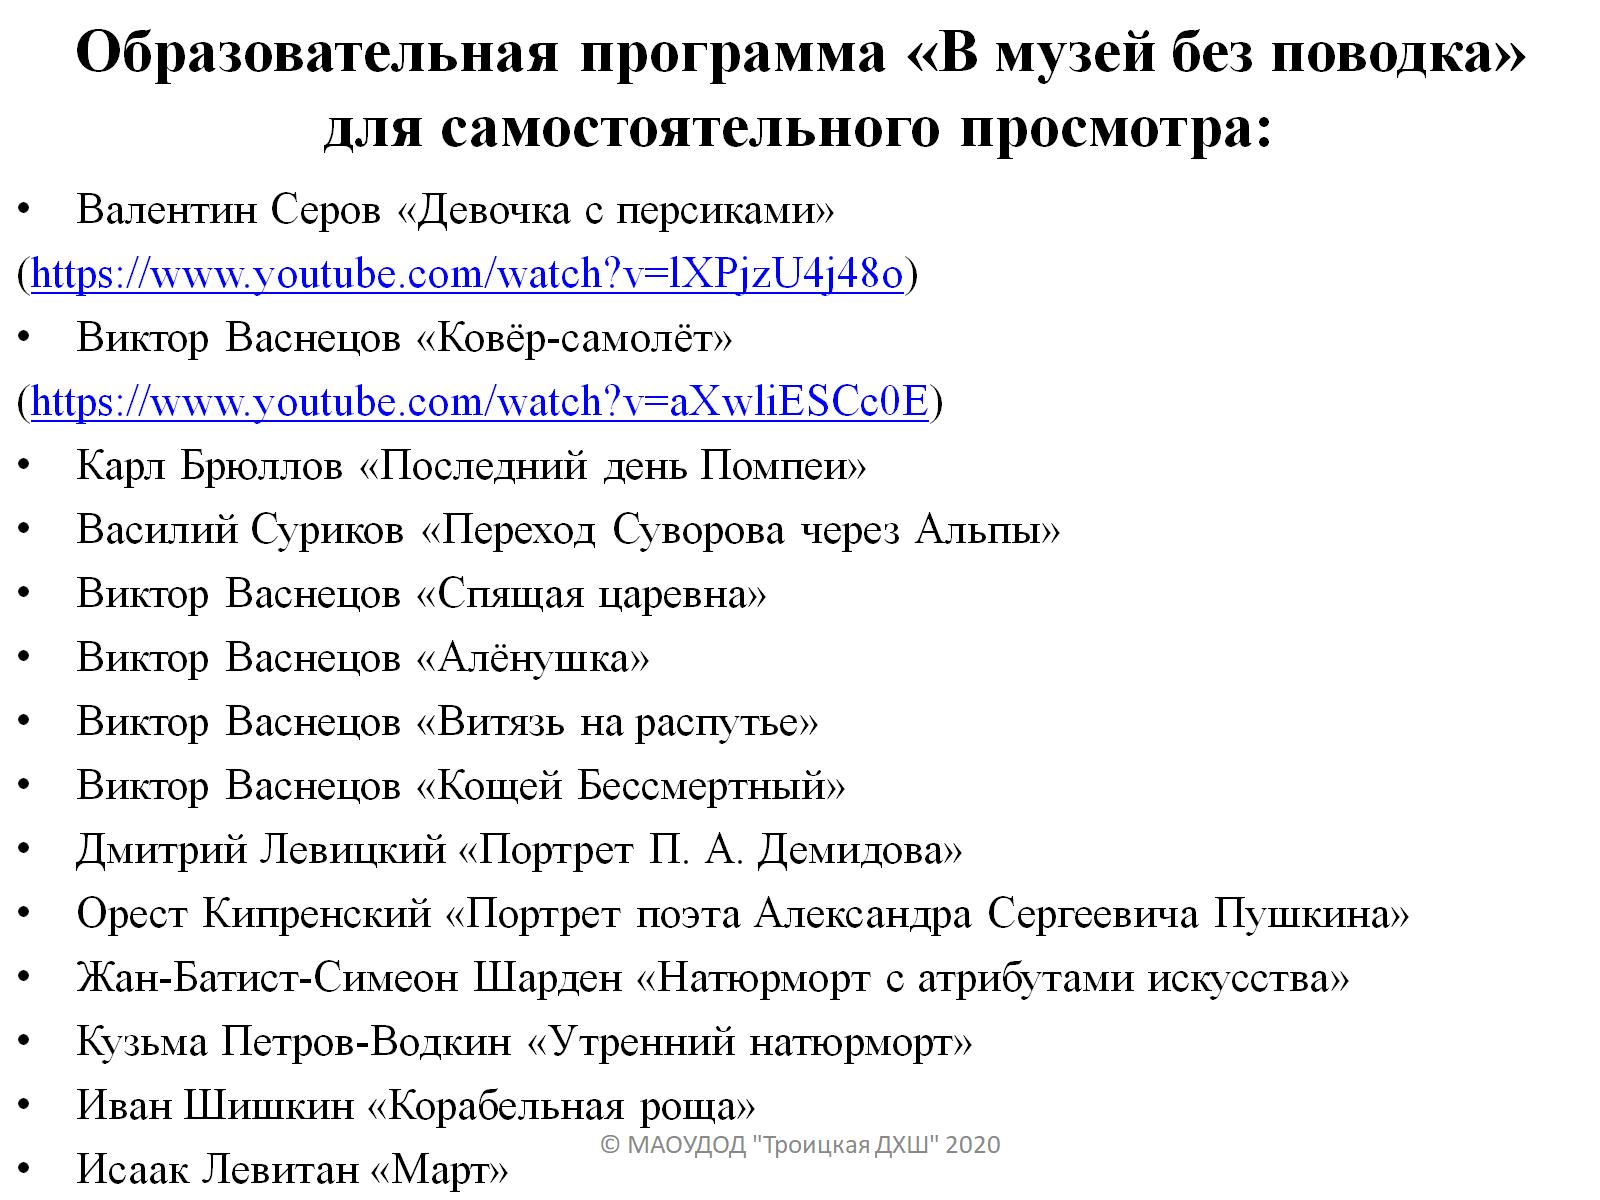 Образовательная программа «В музей без поводка»
для самостоятельного просмотра:
• Валентин Серов «Девочка с персиками»
(https://www.youtube.com/watch?v=lXPjzU4j48o)
• Виктор Васнецов «Ковёр-самолёт»
(https://www.youtube.com/watch?v=aXwliESCc0E)
• Карл Брюллов «Последний день Помпеи»
• Василий Суриков «Переход Суворова через Альпы»
• Виктор Васнецов «Спящая царевна»
• Виктор Васнецов «Алёнушка»
• Виктор Васнецов «Витязь на распутье»
• Виктор Васнецов «Кощей Бессмертный»
• Дмитрий Левицкий «Портрет П. А. Демидова»
• Орест Кипренский «Портрет поэта Александра Сергеевича Пушкина»
• Жан-Батист-Симеон Шарден «Натюрморт с атрибутами искусства»
• Кузьма Петров-Водкин «Утренний натюрморт»
• Иван Шишкин «Корабельная роща»
© МАОУДОД "Троицкая ДХШ" 2020
• Исаак Левитан «Март»